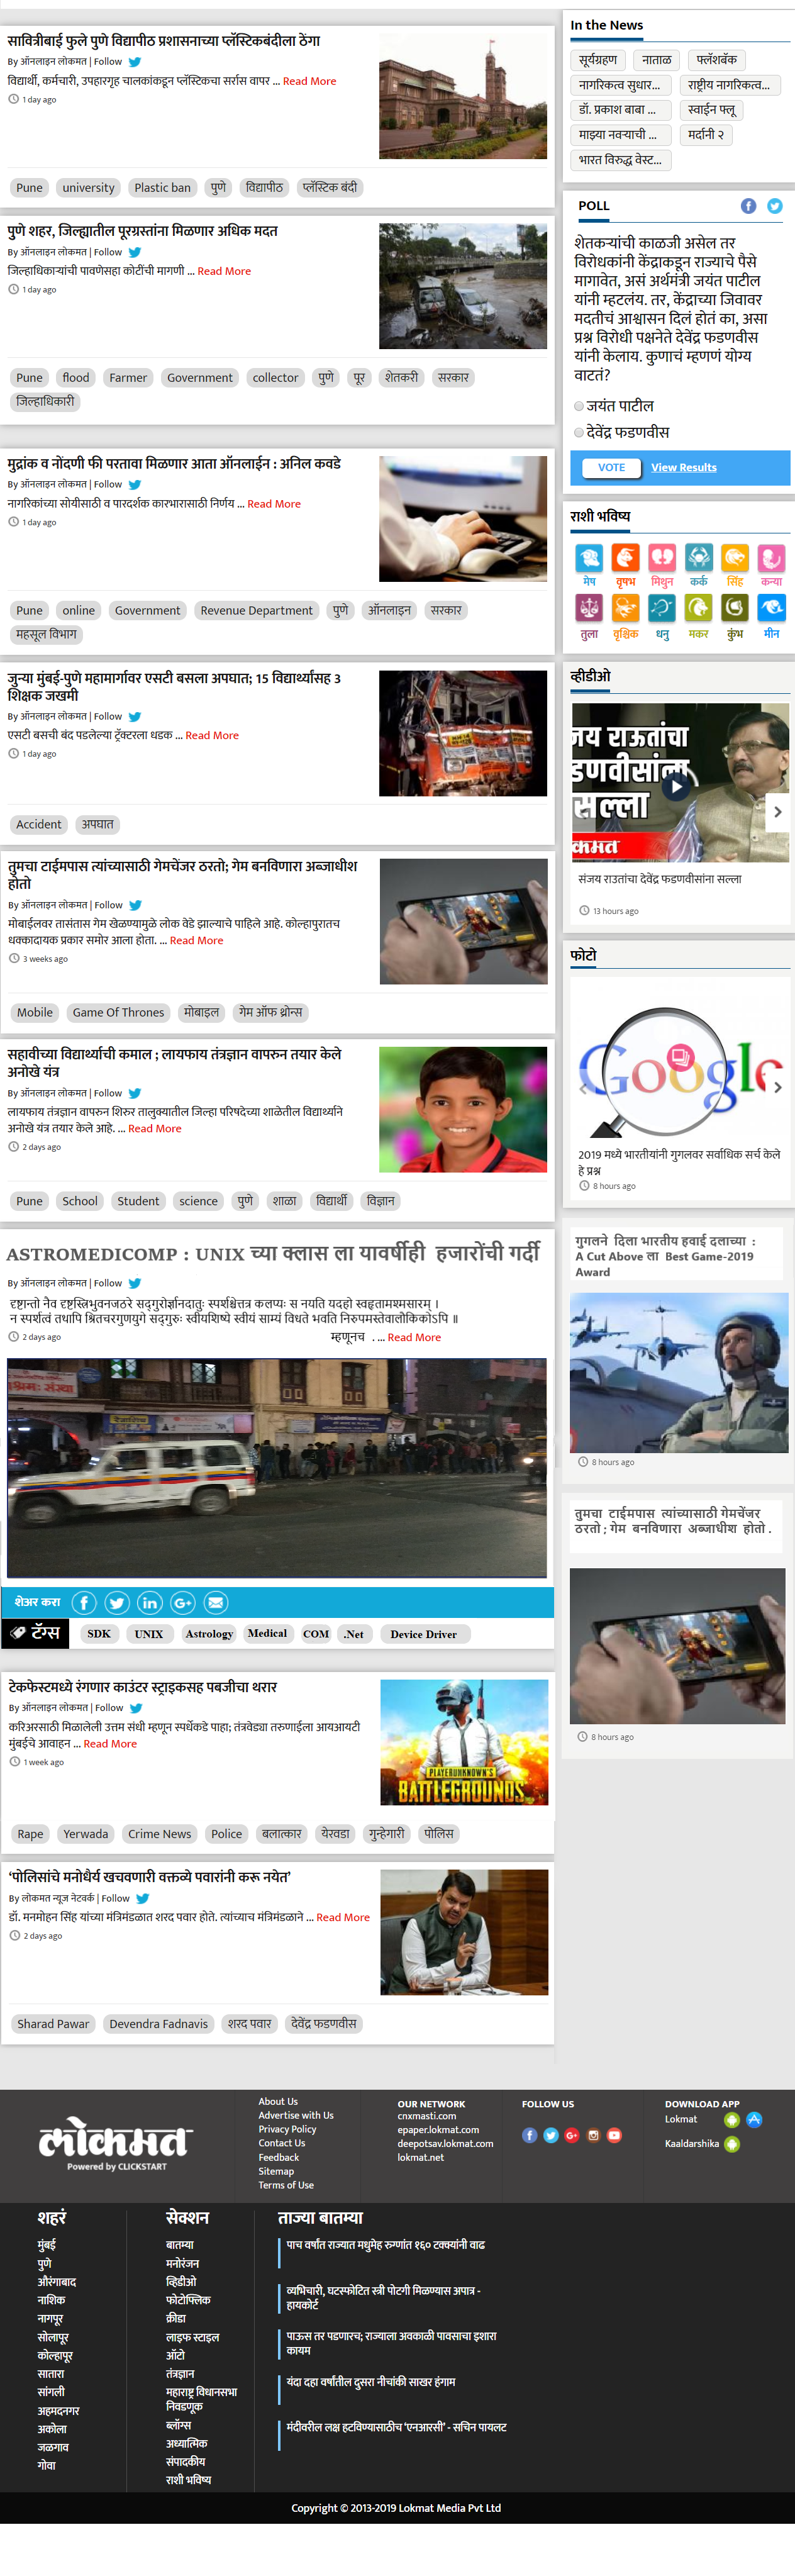 सावित्रीबाई फुले पुणे विद्यापीठ प्रशासनाच्या प्लॅस्टिकबंदीला ठेंगा
By ऑनलाइन लोकमत | Follow
विद्यार्थी, कर्मचारी, उपहारगृह चालकांकडून प्लॅस्टिकचा सर्रास वापर ... Read More
1 day ago
Pune university Plastic ban पुणे विद्यापीठ प्लॅस्टिक बंदी
पुणे शहर, जिल्ह्यातील पूरग्रस्तांना मिळणार अधिक मदत
By ऑनलाइन लोकमत | Follow
जिल्हाधिकाऱ्यांची पावणेसहा कोटींची मागणी ... Read More
1 day ago
Pune flood Farmer Government collector पुणे पूर शेतकरी सरकार
जिल्हाधिकारी
मुद्रांक व नोंदणी फी परतावा मिळणार आता ऑनलाईन : अनिल कवडे
By ऑनलाइन लोकमत | Follow
नागरिकांच्या सोयीसाठी व पारदर्शक कारभारासाठी निर्णय ... Read More
1 day ago
Pune online Government Revenue Department पुणे ऑनलाइन सरकार
महसूल विभाग
जुन्या मुंबई-पुणे महामार्गावर एसटी बसला अपघात; 15 विद्यार्थ्यांसह 3
शिक्षक जखमी
By ऑनलाइन लोकमत | Follow
एसटी बसची बंद पडलेल्या ट्रॅक्टरला धडक ... Read More
1 day ago
Accident अपघात
तुमचा टाईमपास त्यांच्यासाठी गेमचेंजर ठरतो; गेम बनविणारा अब्जाधीश
होतो
By ऑनलाइन लोकमत | Follow
मोबाईलवर तासंतास गेम खेळण्यामुळे लोक वेडे झाल्याचे पाहिले आहे. कोल्हापुरातच
धक्कादायक प्रकार समोर आला होता. ... Read More
3 weeks ago
Mobile Game Of Thrones मोबाइल गेम ऑफ थ्रोन्स
सहावीच्या विद्यार्थ्याची कमाल ; लायफाय तंत्रज्ञान वापरुन तयार केले
अनोखे यंत्र
By ऑनलाइन लोकमत | Follow
लायफाय तंत्रज्ञान वापरुन शिरुर तालुक्यातील जिल्हा परिषदेच्या शाळेतील विद्यार्थ्याने
अनोखे यंत्र तयार केले आहे. ... Read More
2 days ago
Pune School Student science पुणे शाळा विद्यार्थी विज्ञान
ASTROMEDICOMP : UNIX च्या क्लास ला यावर्षीही हजारोंची गर्दी
By ऑनलाइन लोकमत | Follow
दृष्टान्तो नैव दृष्टस्त्रिभुवनजठरे सद्‌गुरोर्ज्ञानदातुः स्पर्शश्चेत्तत्र कलप्यः स नयति यदहो स्वहृतामश्मसारम् ।
न स्पर्शत्वं तथापि श्रितचरगुणयुगे सद्‌गुरुः स्वीयशिष्ये स्वीयं साम्यं विधते भवति निरुपमस्तेवालौकिकोऽपि ॥
2 days ago म्हणूनच . ... Read More
शेअर करा
टॅग्स SDK UNIX Astrology Medical COM .Net Device Driver
टेकफेस्टमध्ये रंगणार काउंटर स्ट्राइकसह पबजीचा थरार
By ऑनलाइन लोकमत | Follow
करिअरसाठी मिळालेली उत्तम संधी म्हणून स्पर्धेकडे पाहा; तंत्रवेड्या तरुणाईला आयआयटी
मुंबईचे आवाहन ... Read More
1 week ago
PLAYERUNKNOWN'S
BATTLEGROUNDS
Rape Yerwada Crime News Police बलात्कार येरवडा गुन्हेगारी पोलिस
‘पोलिसांचे मनोधैर्य खचवणारी वक्तव्ये पवारांनी करू नयेत’
By लोकमत न्यूज नेटवर्क | Follow
डॉ. मनमोहन सिंह यांच्या मंत्रिमंडळात शरद पवार होते. त्यांच्याच मंत्रिमंडळाने ... Read More
2 days ago
Sharad Pawar Devendra Fadnavis शरद पवार देवेंद्र फडणवीस
In the News
सूर्यग्रहण नाताळ फ्लॅशबॅक
नागरिकत्व सुधार... राष्ट्रीय नागरिकत्व...
डॉ. प्रकाश बाबा ... स्वाईन फ्लू
माझ्या नवऱ्याची ... मर्दानी २
भारत विरुद्ध वेस्ट...
POLL
शेतकऱ्यांची काळजी असेल तर
विरोधकांनी केंद्राकडून राज्याचे पैसे
मागावेत, असं अर्थमंत्री जयंत पाटील
यांनी म्हटलंय. तर, केंद्राच्या जिवावर
मदतीचं आश्वासन दिलं होतं का, असा
प्रश्न विरोधी पक्षनेते देवेंद्र फडणवीस
यांनी केलाय. कुणाचं म्हणणं योग्य
वाटतं?
जयंत पाटील
देवेंद्र फडणवीस
VOTE View Results
राशी भविष्य
मेष वृषभ मिथुन कर्क सिंह कन्या
तुला वृश्चिक धनु मकर कुंभ मीन
व्हीडीओ
जय राऊतांचा
डणवीसांना
सल्ला
कमत
संजय राउतांचा देवेंद्र फडणवीसांना सल्ला
13 hours ago
फोटो
Google
2019 मध्ये भारतीयांनी गुगलवर सर्वाधिक सर्च केले
हे प्रश्न
8 hours ago
गुगलने दिला भारतीय हवाई दलाच्या :
A Cut Above ला Best Game-2019
Award
8 hours ago
तुमचा टाईमपास त्यांच्यासाठी गेमचेंजर
ठरतो ; गेम बनविणारा अब्जाधीश होतो .
8 hours ago
लोकमत
Powered by CLICKSTART
About Us
Advertise with Us
Privacy Policy
Contact Us
Feedback
Sitemap
Terms of Use
OUR NETWORK
cnxmasti.com
epaper.lokmat.com
deepotsav.lokmat.com
lokmat.net
FOLLOW US
DOWNLOAD APP
Lokmat
Kaaldarshika
शहरं
मुंबई
पुणे
औरंगाबाद
नाशिक
नागपूर
सोलापूर
कोल्हापूर
सातारा
सांगली
अहमदनगर
अकोला
जळगाव
गोवा
सेक्शन
बातम्या
मनोरंजन
व्हिडीओ
फोटोफ्लिक
क्रीडा
लाइफ स्टाइल
ऑटो
तंत्रज्ञान
महाराष्ट्र विधानसभा
निवडणूक
ब्लॉग्स
अध्यात्मिक
संपादकीय
राशी भविष्य
ताज्या बातम्या
पाच वर्षांत राज्यात मधुमेह रुग्णांत १६० टक्क्यांनी वाढ
व्यभिचारी, घटस्फोटित स्त्री पोटगी मिळण्यास अपात्र -
हायकोर्ट
पाऊस तर पडणारच; राज्याला अवकाळी पावसाचा इशारा
कायम
यंदा दहा वर्षांतील दुसरा नीचांकी साखर हंगाम
मंदीवरील लक्ष हटविण्यासाठीच ‘एनआरसी’ - सचिन पायलट
Copyright © 2013-2019 Lokmat Media Pvt Ltd